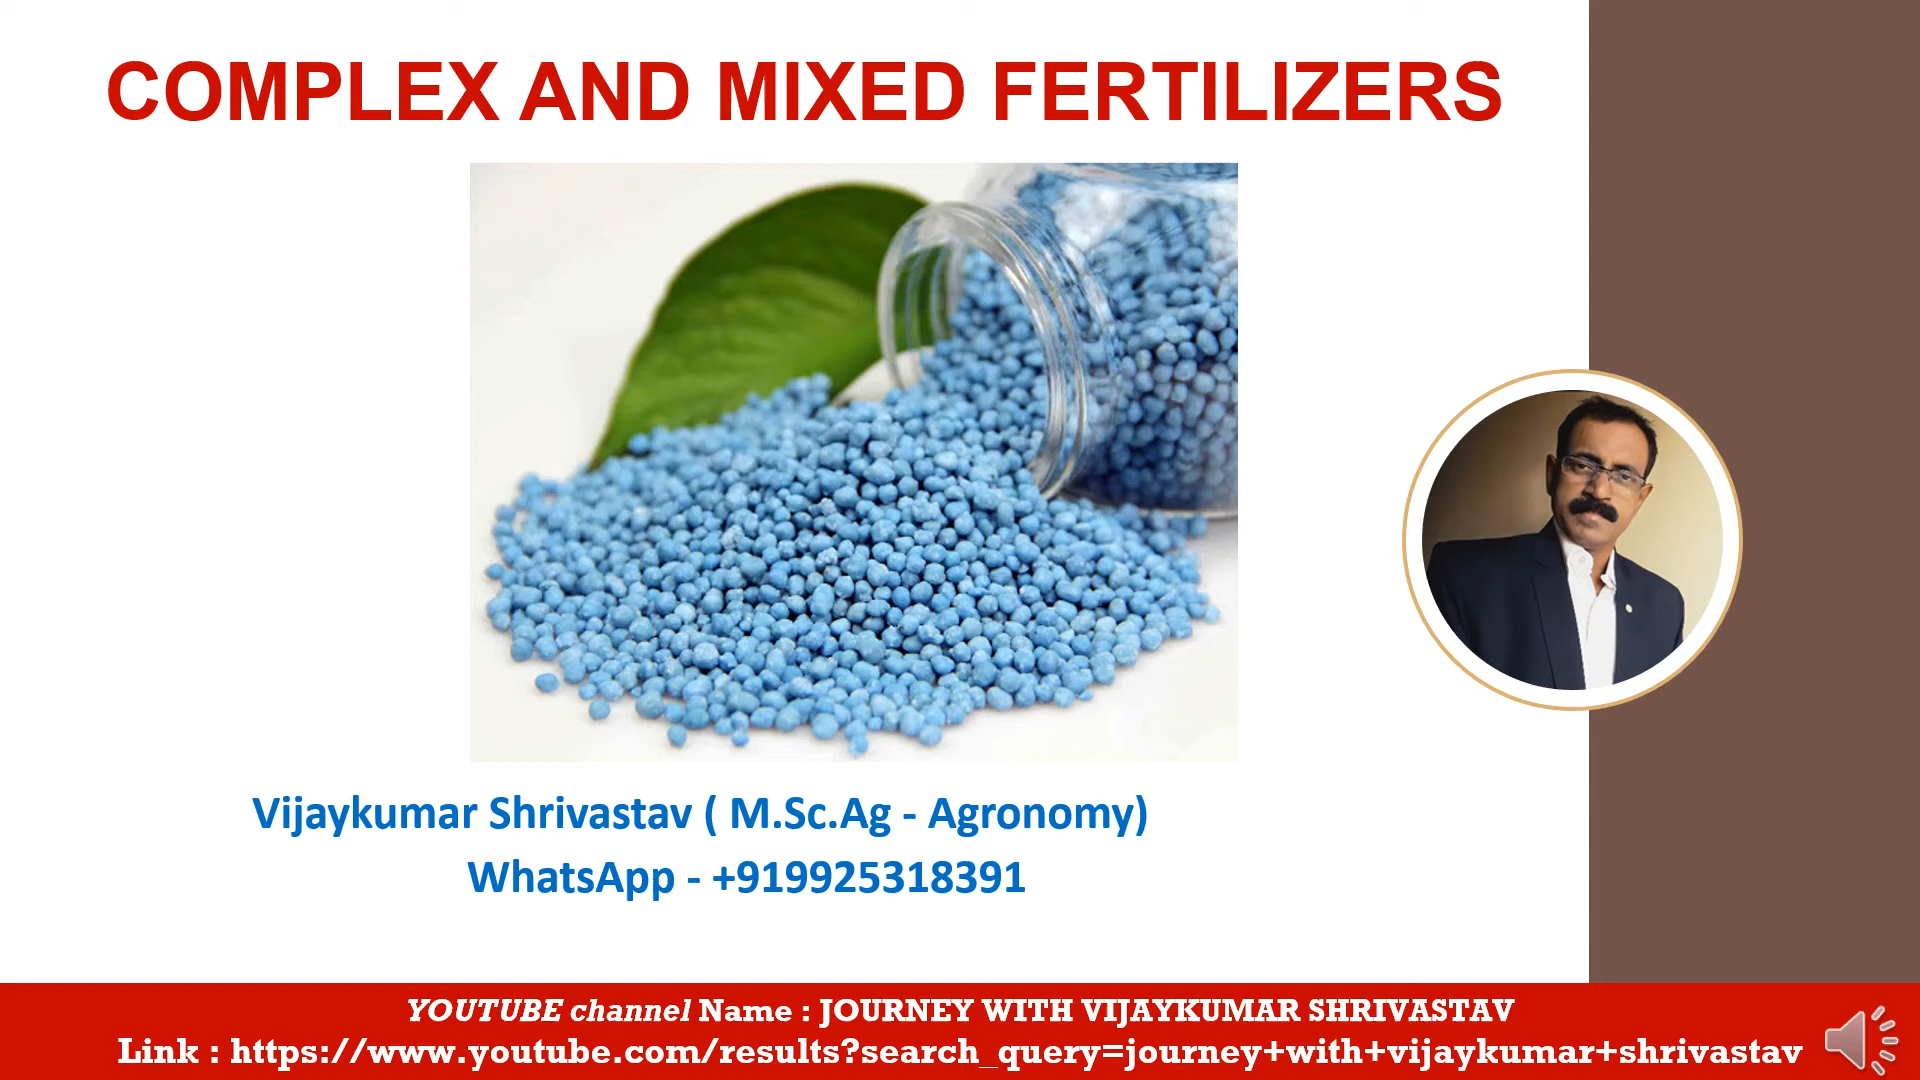 COMPLEX AND MIXED FERTILIZERS
Vijaykumar Shrivastav ( M.Sc.Ag - Agronomy)
WhatsApp - +919925318391
YOUTUBE channel Name : JOURNEY WITH VIJAYKUMAR SHRIVASTAV
Link : https://www.youtube.com/results?search_query=journey+with+vijaykumar+shrivastav